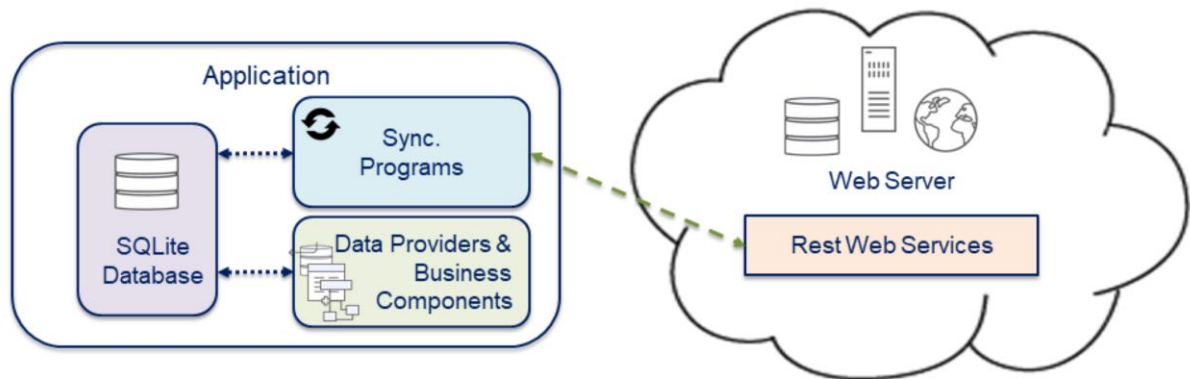 Application
Sync.
Programs
SQLite
Database
Data Providers &
Business
Components
Web Server
Rest Web Services